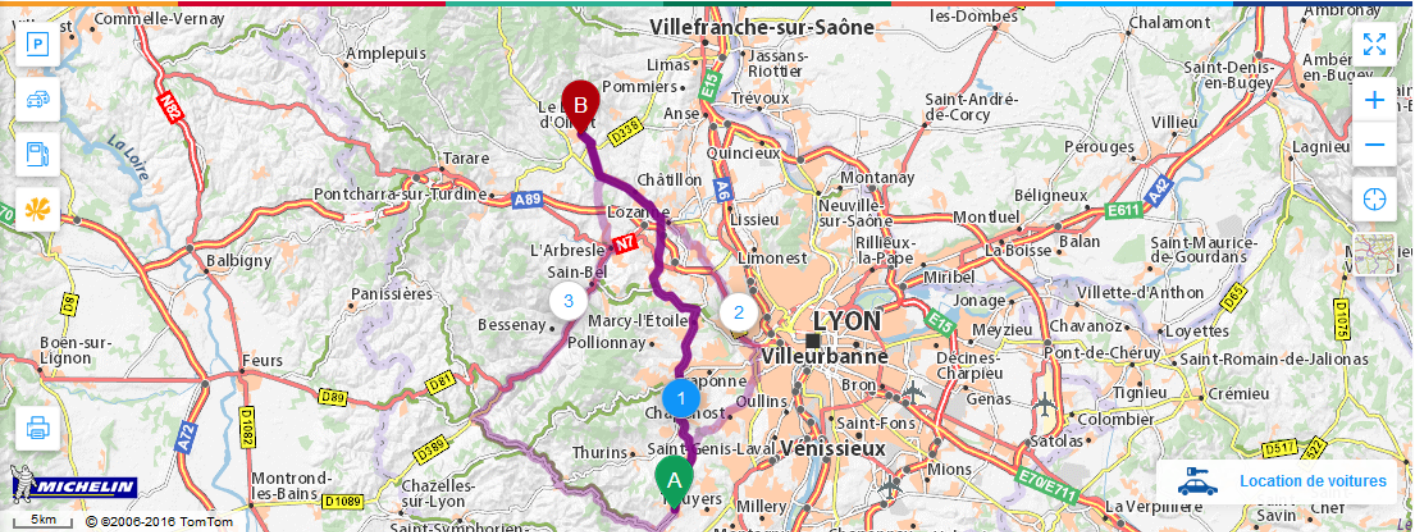 Commelle-Vernay
Villefranche-sur-Saône
les-Dombes
Chalamont
Ambronay
P
Amplepuis
Limas
Jassans-
Riottier
Saint-Denis-
en-Bugey
N82
Pommiers
E15
Trévoux
Saint-André-
de-Corcy
+
B
d'Oingt
D338
Anse
Villieu
La Loire
Quincieux
Pérouges
Lagnieu
Tarare
Châtillon
A6
Montanay
A42
Pontcharra-sur-Turdine
A89
Béligneux
Neuville-
sur-Saône
70
Lozanne
Lissieu
Montluel
E611
L'Arbresle
N7
Rillieux-
la-Pape
La Boisse
Balan
Saint-Maurice-
de-Gourdans
Balbigny
Sain-Bel
Limonest
Miribel
D81
Panissières
3
2
Jonage
Villette-d'Anthon
D65
D1075
Bessenay
Marcy-l'Etoile
LYON
E15
Meyzieu
Chavanoz
Loyettes
Boën-sur-
Lignon
Pollionnay
Villeurbanne
Décines-
Charpieu
Pont-de-Chéruy
Saint-Romain-de-Jalionas
Feurs
D81
Bron
Genas
Tignieu
Crémieu
D89
1
Oullins
Colombier
D1082
Saint-Fons
A72
D389
Thurins
Saint-Genis-Laval
Vénissieux
Satolas
D517
A
Mions
E70/E711
MICHELIN
Montrond-
les-Bains
D1089
Chazelles-
sur-Lyon
Millery
La Verpillière
Location de voitures
5km
© ©2006-2016 TomTom
Saint-Symphorien-
Savin
Chef